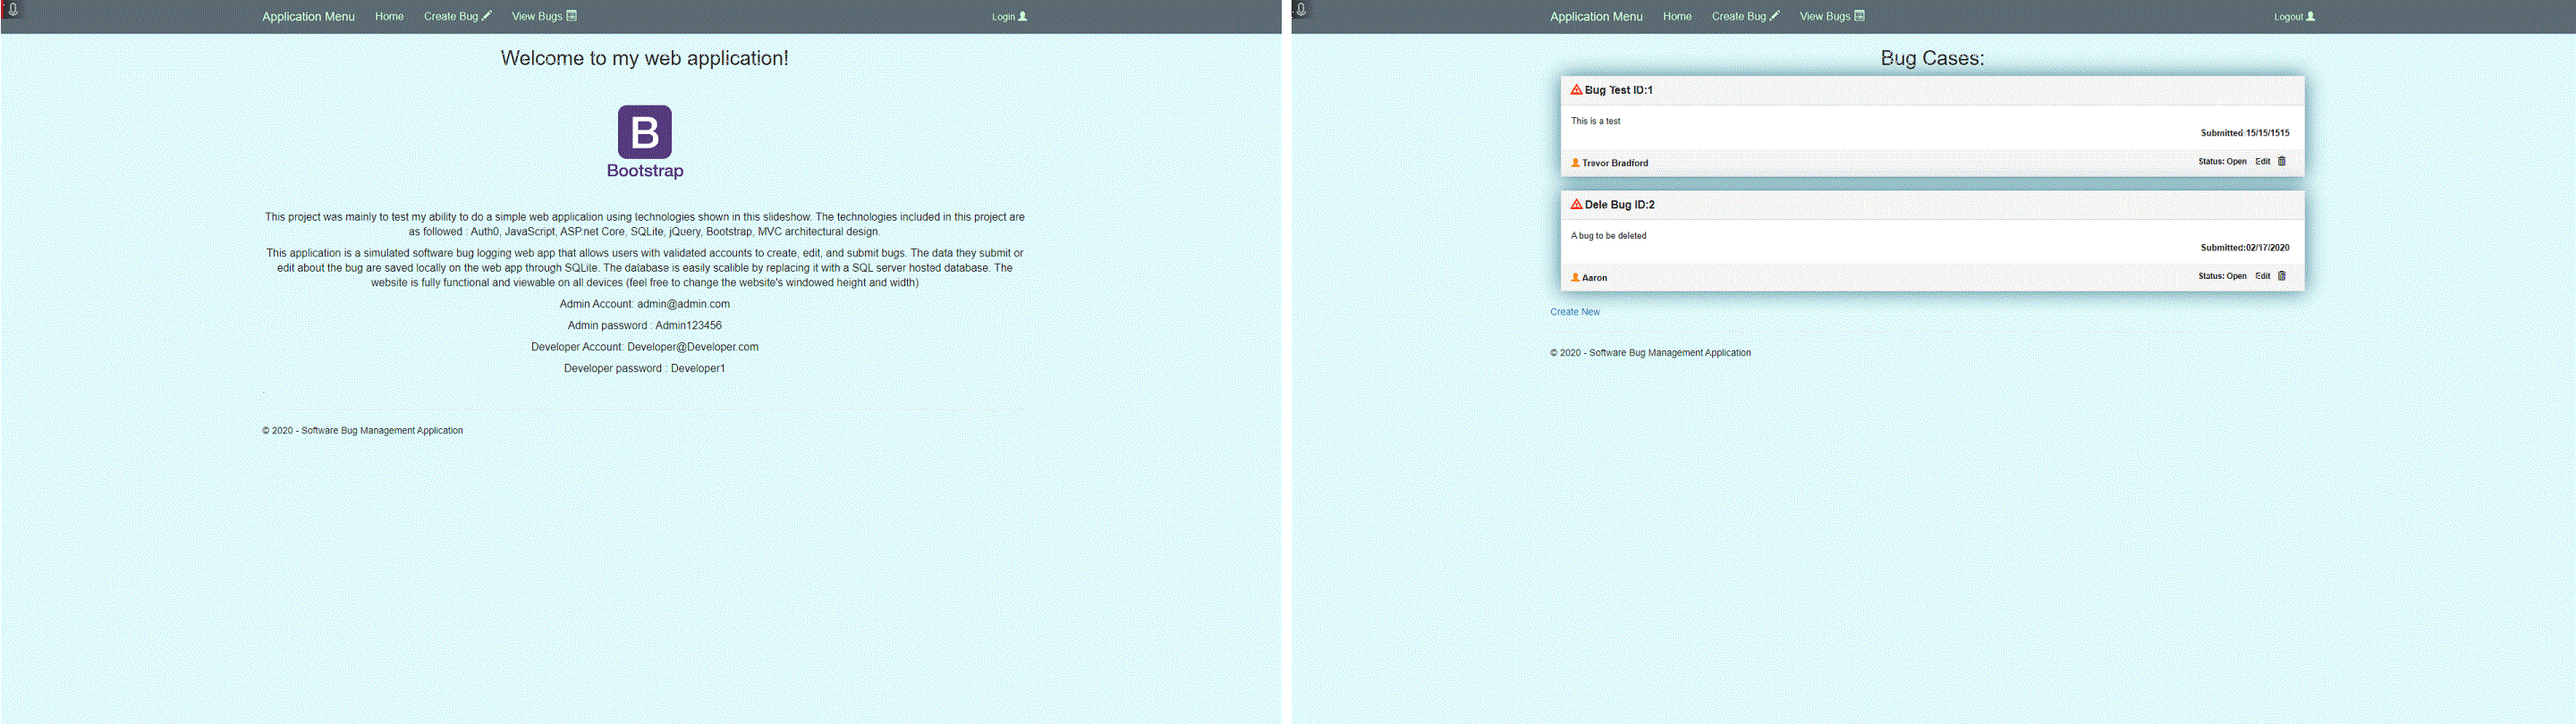 Application Menu Home Create Bug View Bugs Login
Welcome to my web application!
B
Bootstrap
This project was mainly to test my ability to do a simple web application using technologies shown in this slideshow. The technologies included in this project are
as followed : Auth0, JavaScript, ASP.net Core, SQLite, jQuery, Bootstrap, MVC architectural design.
This application is a simulated software bug logging web app that allows users with validated accounts to create, edit, and submit bugs. The data they submit or
edit about the bug are saved locally on the web app through SQLite. The database is easily scalible by replacing it with a SQL server hosted database. The
website is fully functional and viewable on all devices (feel free to change the website's windowed height and width)
Admin Account: admin@admin.com
Admin password : Admin123456
Developer Account: Developer@Developer.com
Developer password : Developer1
.
© 2020 - Software Bug Management Application
Application Menu Home Create Bug View Bugs Logout
Bug Cases:
Bug Test ID:1
This is a test
Submitted:15/15/1515
Trevor Bradford Status: Open Edit
Dele Bug ID:2
A bug to be deleted
Submitted:02/17/2020
Aaron Status: Open Edit
Create New
© 2020 - Software Bug Management Application